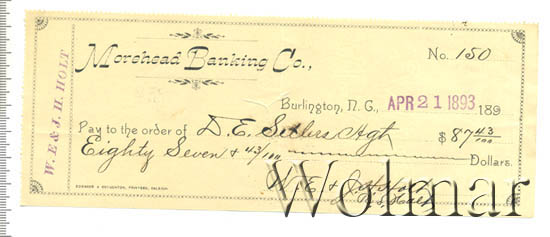 Morehead Banking Co.,
No. 150
W. E & J. H. HOLT
Burlington, N. C., APR 21 1893 189
Pay to the order of D. E. Sellers Agt $ 87 43/100
Eighty Seven & 43/100 Dollars.
W. E & J. H. Holt
EDWARDS & BROUGHTON, PRINTERS, RALEIGH.
Wolmar